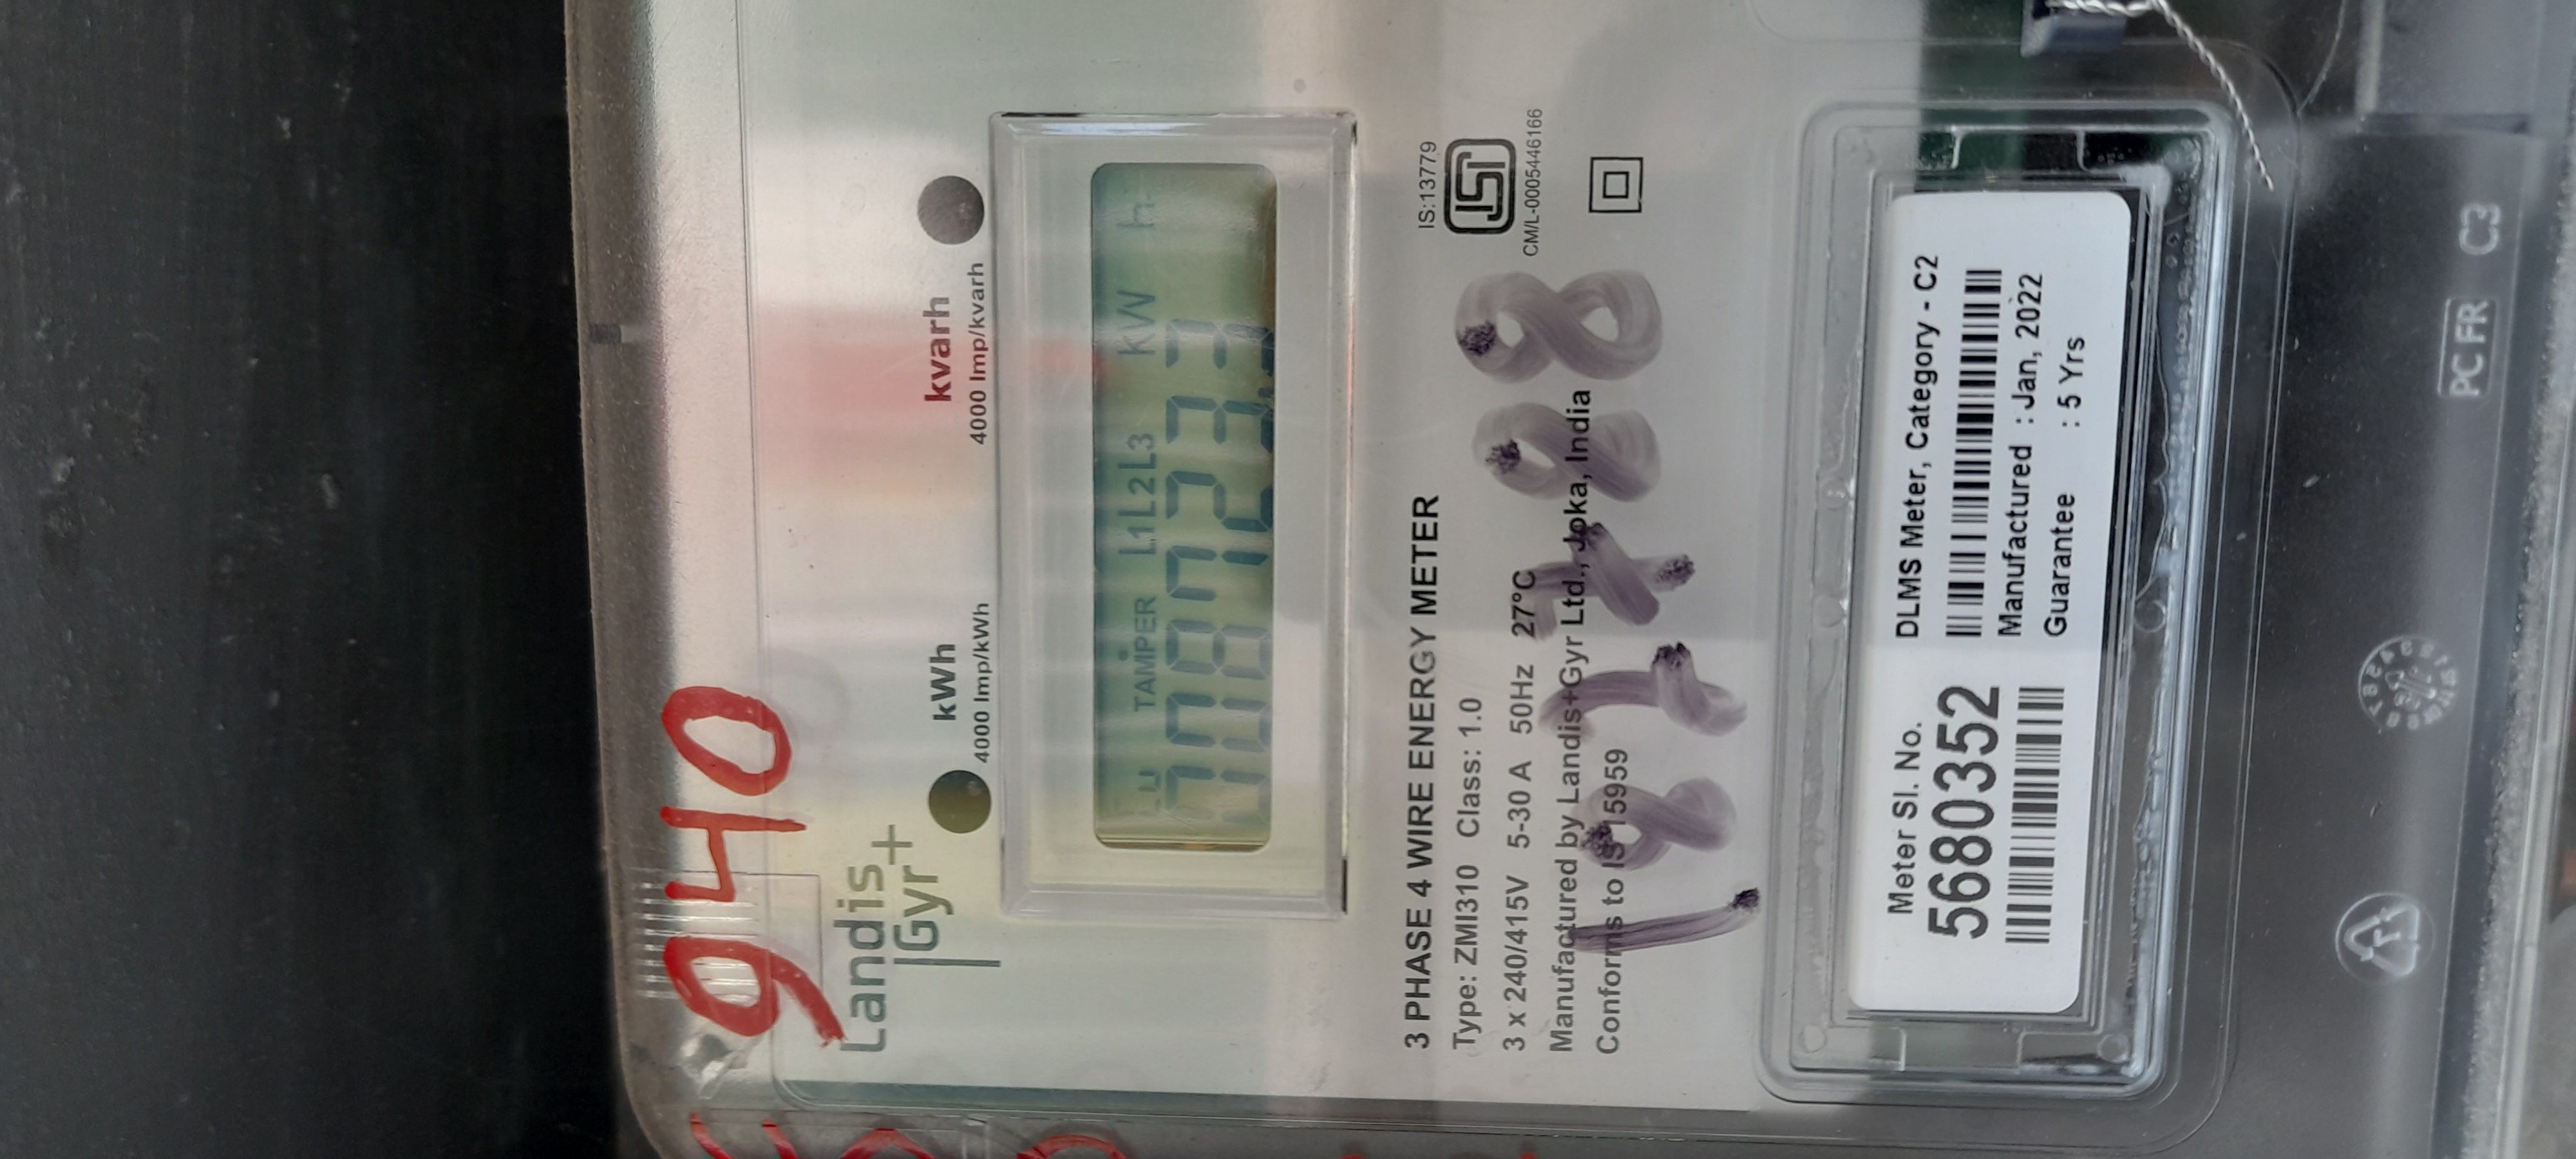 940
Landis
|Gyr+
kWh
4000 Imp/kWh
kvarh
4000 Imp/kvarh
TAMPER L1 L2 L3 kW h
3 PHASE 4 WIRE ENERGY METER
Type: ZMI310 Class: 1.0
3 x 240/415V 5-30 A 50Hz 27°C
Manufactured by Landis+Gyr Ltd., Joka, India
Conforms to IS 15959
IS:13779
CM/L-0005446166
Meter Sl. No.
5680352
DLMS Meter, Category - C2
Manufactured : Jan, 2022
Guarantee : 5 Yrs
PC FR C3